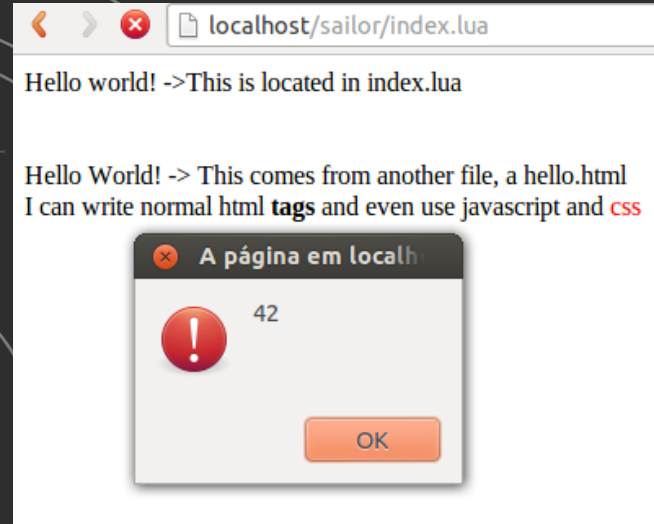 localhost/sailor/index.lua
Hello world! ->This is located in index.lua
Hello World! -> This comes from another file, a hello.html
I can write normal html tags and even use javascript and css
A página em localh
42
OK